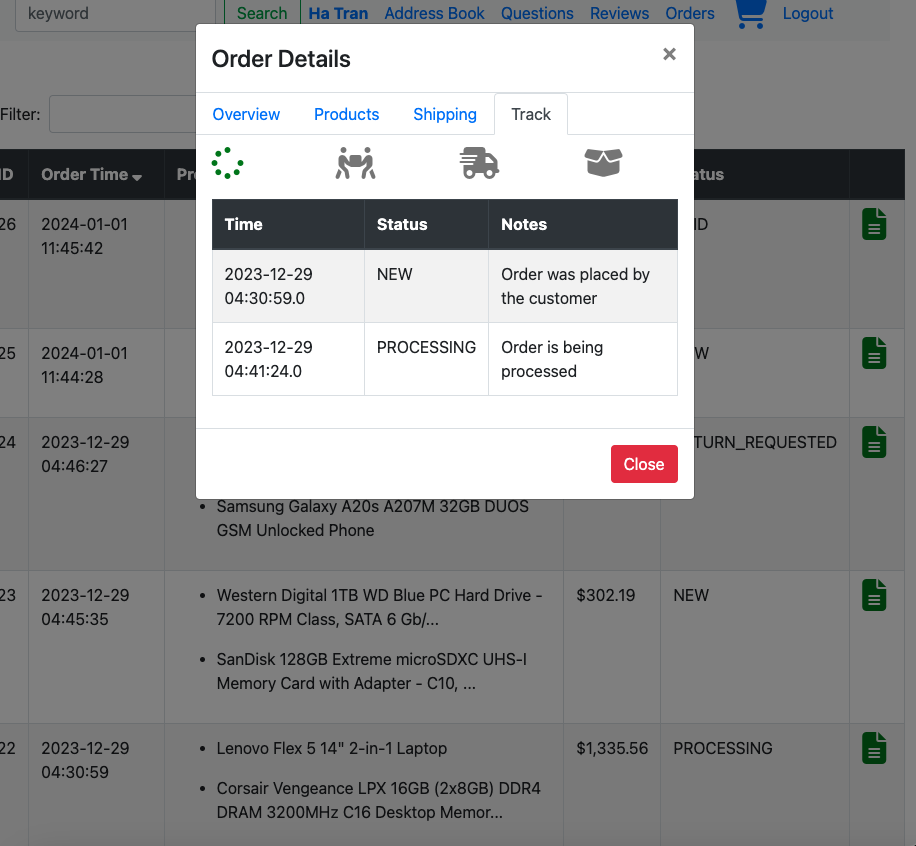 keyword
Search
Ha Tran
Address Book
Questions
Reviews
Orders
Logout
Order Details
×
Overview
Products
Shipping
Track
Filter:
ID
Order Time
Pr
atus
Time
Status
Notes
2023-12-29
04:30:59.0
NEW
Order was placed by
the customer
2023-12-29
04:41:24.0
PROCESSING
Order is being
processed
Close
26
2024-01-01
11:45:42
ID
25
2024-01-01
11:44:28
W
24
2023-12-29
04:46:27
TURN_REQUESTED
• Samsung Galaxy A20s A207M 32GB DUOS
GSM Unlocked Phone
23
2023-12-29
04:45:35
• Western Digital 1TB WD Blue PC Hard Drive -
7200 RPM Class, SATA 6 Gb/...
• SanDisk 128GB Extreme microSDXC UHS-I
Memory Card with Adapter - C10, ...
$302.19
NEW
22
2023-12-29
04:30:59
• Lenovo Flex 5 14" 2-in-1 Laptop
• Corsair Vengeance LPX 16GB (2x8GB) DDR4
DRAM 3200MHz C16 Desktop Memor...
$1,335.56
PROCESSING